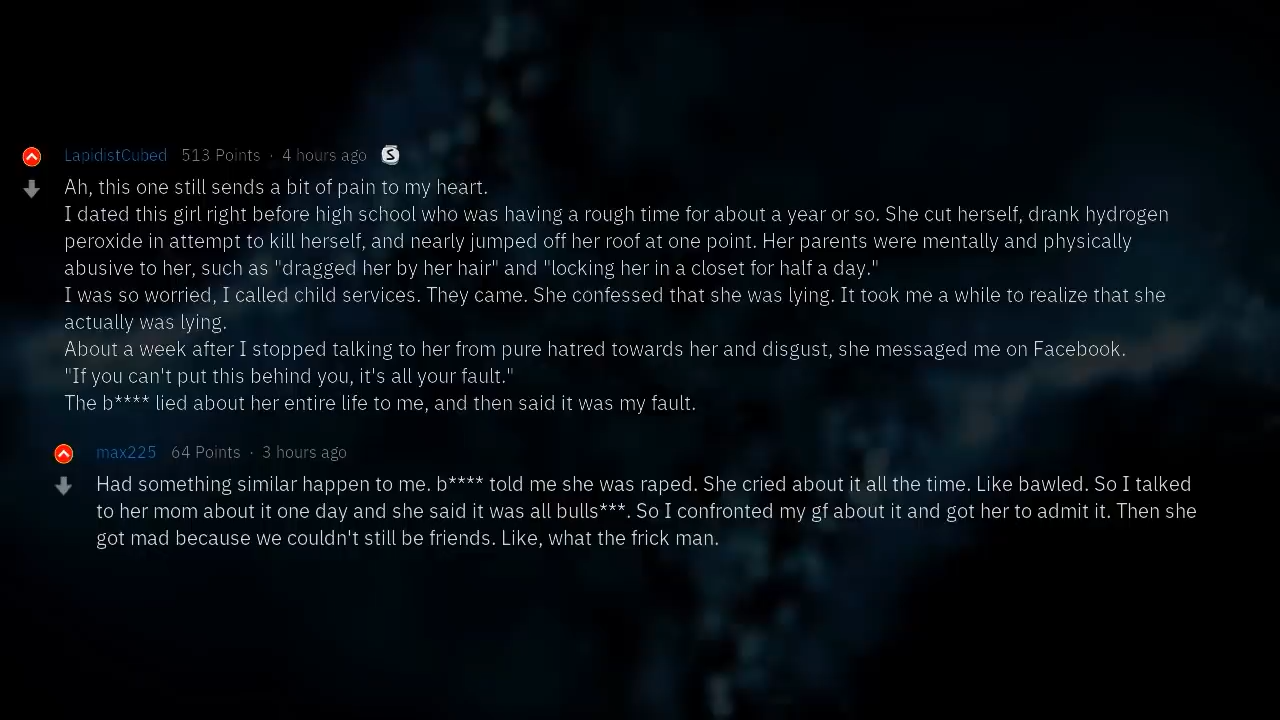 LapidistCubed 513 Points · 4 hours ago S
Ah, this one still sends a bit of pain to my heart.
I dated this girl right before high school who was having a rough time for about a year or so. She cut herself, drank hydrogen
peroxide in attempt to kill herself, and nearly jumped off her roof at one point. Her parents were mentally and physically
abusive to her, such as "dragged her by her hair" and "locking her in a closet for half a day."
I was so worried, I called child services. They came. She confessed that she was lying. It took me a while to realize that she
actually was lying.
About a week after I stopped talking to her from pure hatred towards her and disgust, she messaged me on Facebook.
"If you can't put this behind you, it's all your fault."
The b**** lied about her entire life to me, and then said it was my fault.
max225 64 Points · 3 hours ago
Had something similar happen to me. b**** told me she was raped. She cried about it all the time. Like bawled. So I talked
to her mom about it one day and she said it was all bulls***. So I confronted my gf about it and got her to admit it. Then she
got mad because we couldn't still be friends. Like, what the frick man.